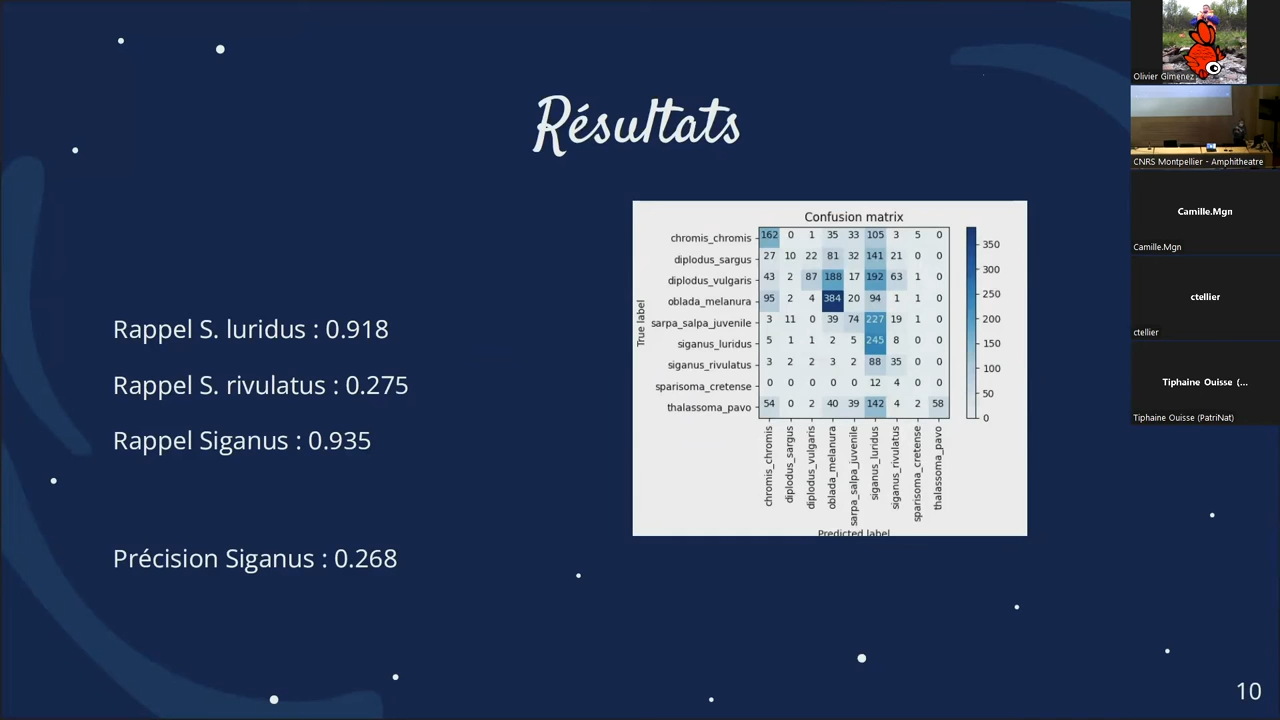 Résultats
Rappel S. luridus : 0.918
Rappel S. rivulatus : 0.275
Rappel Siganus : 0.935
Précision Siganus : 0.268
Confusion matrix
True label
chromis_chromis 162 0 1 35 33 105 3 5 0
diplodus_sargus 27 10 22 81 32 141 21 0 0
diplodus_vulgaris 43 2 87 188 17 192 63 1 0
oblada_melanura 95 2 4 384 20 94 1 1 0
sarpa_salpa_juvenile 3 11 0 39 74 227 19 1 0
siganus_luridus 5 1 1 2 5 245 8 0 0
siganus_rivulatus 3 2 2 3 2 88 35 0 0
sparisoma_cretense 0 0 0 0 0 12 4 0 0
thalassoma_pavo 54 0 2 40 39 142 4 2 58
chromis_chromis
diplodus_sargus
diplodus_vulgaris
oblada_melanura
sarpa_salpa_juvenile
siganus_luridus
siganus_rivulatus
sparisoma_cretense
thalassoma_pavo
Predicted label
350
300
250
200
150
100
50
0
Olivier Gimenez
CNRS Montpellier - Amphitheatre
Camille.Mgn
Camille.Mgn
ctellier
ctellier
Tiphaine Ouisse (...
Tiphaine Ouisse (PatriNat)
10